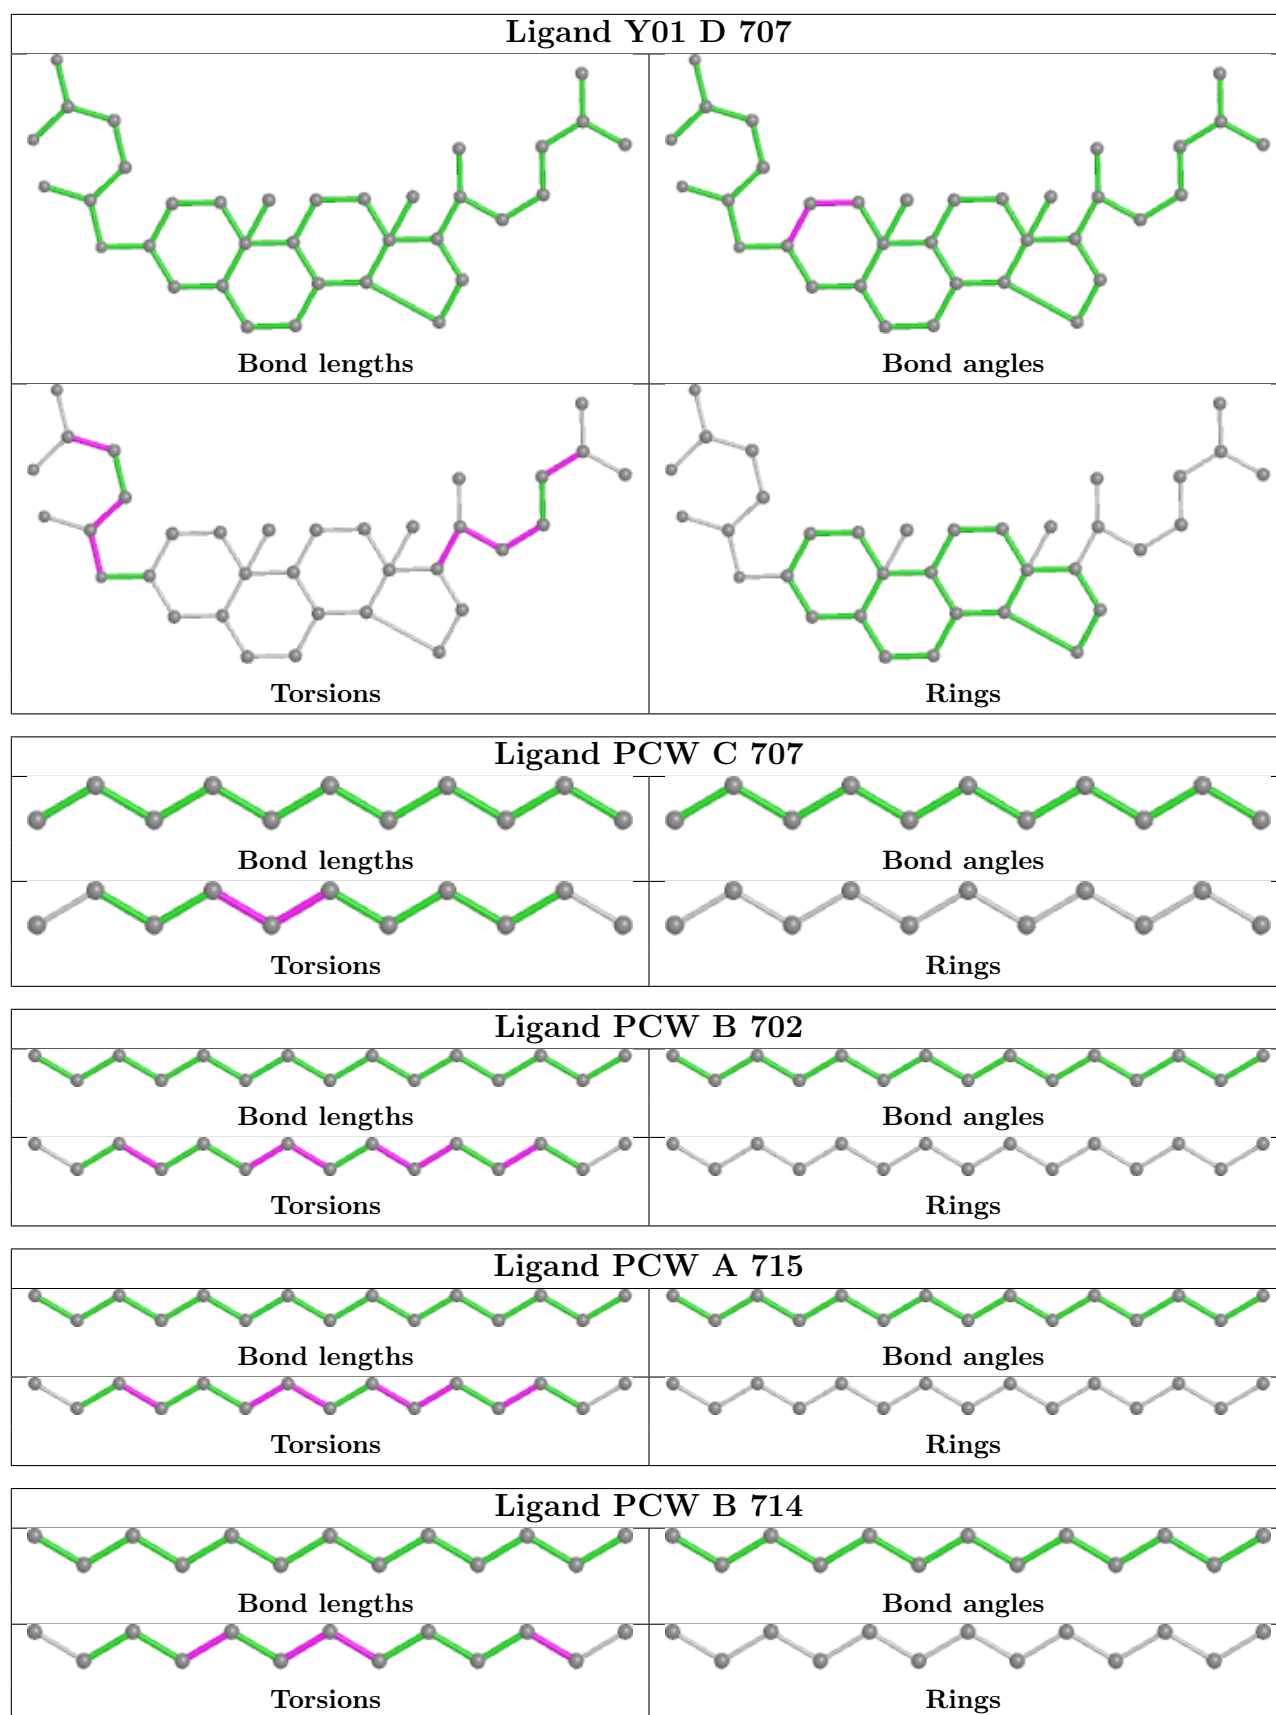 Ligand Y01 D 707
Bond lengths
Bond angles
Torsions
Rings
Ligand PCW C 707
Bond lengths
Bond angles
Torsions
Rings
Ligand PCW B 702
Bond lengths
Bond angles
Torsions
Rings
Ligand PCW A 715
Bond lengths
Bond angles
Torsions
Rings
Ligand PCW B 714
Bond lengths
Bond angles
Torsions
Rings